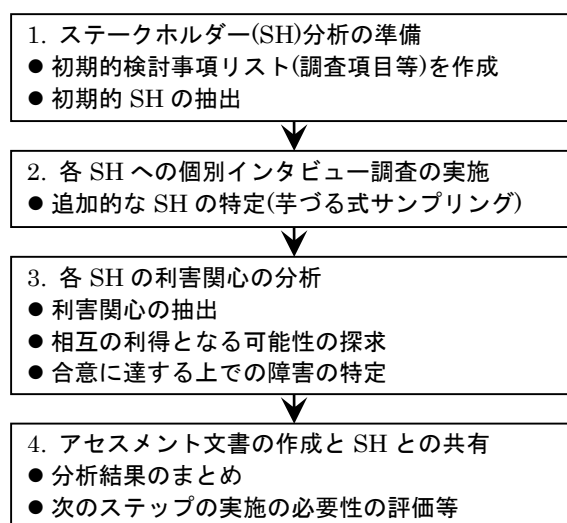 1. ステークホルダー(SH)分析の準備
● 初期的検討事項リスト(調査項目等)を作成
● 初期的 SH の抽出
2. 各 SH への個別インタビュー調査の実施
● 追加的な SH の特定(芋づる式サンプリング)
3. 各 SH の利害関心の分析
● 利害関心の抽出
● 相互の利得となる可能性の探求
● 合意に達する上での障害の特定
4. アセスメント文書の作成と SH との共有
● 分析結果のまとめ
● 次のステップの実施の必要性の評価等